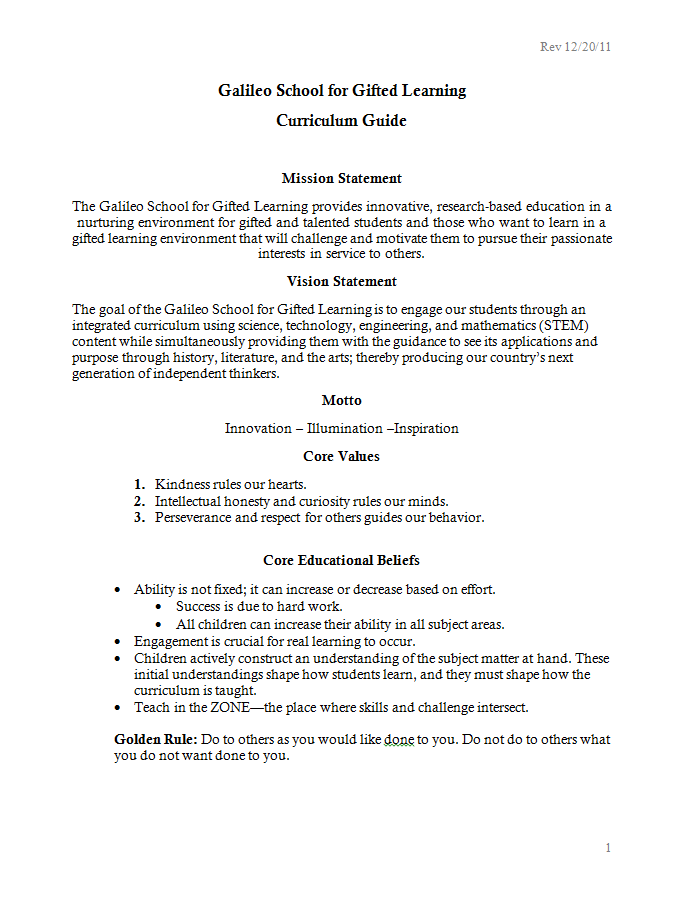 Rev 12/20/11
Galileo School for Gifted Learning
Curriculum Guide
Mission Statement
The Galileo School for Gifted Learning provides innovative, research-based education in a
nurturing environment for gifted and talented students and those who want to learn in a
gifted learning environment that will challenge and motivate them to pursue their passionate
interests in service to others.
Vision Statement
The goal of the Galileo School for Gifted Learning is to engage our students through an
integrated curriculum using science, technology, engineering, and mathematics (STEM)
content while simultaneously providing them with the guidance to see its applications and
purpose through history, literature, and the arts; thereby producing our country’s next
generation of independent thinkers.
Motto
Innovation – Illumination –Inspiration
Core Values
1. Kindness rules our hearts.
2. Intellectual honesty and curiosity rules our minds.
3. Perseverance and respect for others guides our behavior.
Core Educational Beliefs
• Ability is not fixed; it can increase or decrease based on effort.
• Success is due to hard work.
• All children can increase their ability in all subject areas.
• Engagement is crucial for real learning to occur.
• Children actively construct an understanding of the subject matter at hand. These
initial understandings shape how students learn, and they must shape how the
curriculum is taught.
• Teach in the ZONE—the place where skills and challenge intersect.
Golden Rule: Do to others as you would like done to you. Do not do to others what
you do not want done to you.
1